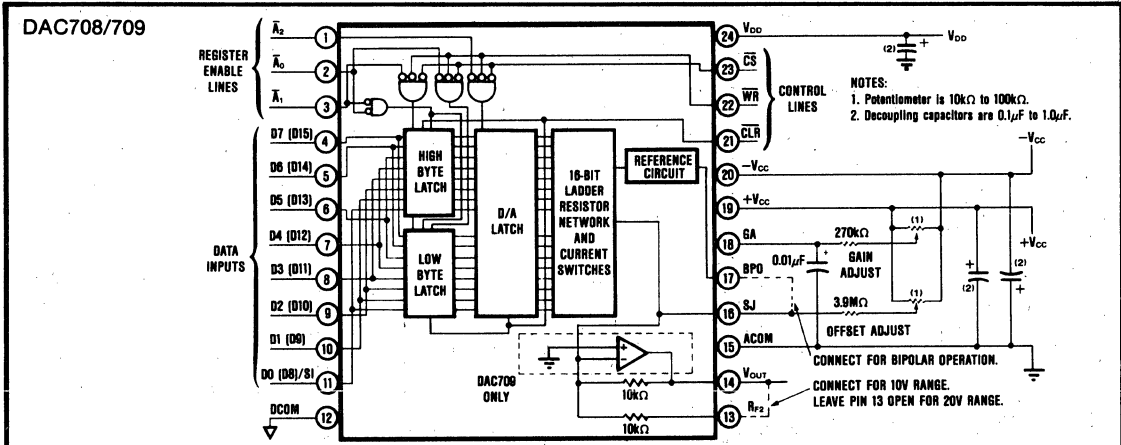 DAC708/709
REGISTER
ENABLE
LINES
A̅₂
A̅₀
A̅₁
1
2
3
DATA
INPUTS
D7 (D15)
4
D6 (D14)
5
D5 (D13)
6
D4 (D12)
7
D3 (D11)
8
D2 (D10)
9
D1 (D9)
10
D0 (D8)/SI
11
DCOM
12
HIGH
BYTE
LATCH
LOW
BYTE
LATCH
D/A
LATCH
16-BIT
LADDER
RESISTOR
NETWORK
AND
CURRENT
SWITCHES
REFERENCE
CIRCUIT
DAC709
ONLY
+
−
10kΩ
10kΩ
24 VDD
23 C̅S̅
22 W̅R̅
21 C̅L̅R̅
20 −VCC
19 +VCC
18 GA
17 BPO
16 SJ
15 ACOM
14 VOUT
13 RF2
CONTROL
LINES
(2) +
VDD
NOTES:
1. Potentiometer is 10kΩ to 100kΩ.
2. Decoupling capacitors are 0.1μF to 1.0μF.
−VCC
+VCC
270kΩ
(1)
GAIN
ADJUST
0.01μF
+
3.9MΩ
(1)
OFFSET ADJUST
+
(2)
(2)
+
CONNECT FOR BIPOLAR OPERATION.
CONNECT FOR 10V RANGE.
LEAVE PIN 13 OPEN FOR 20V RANGE.